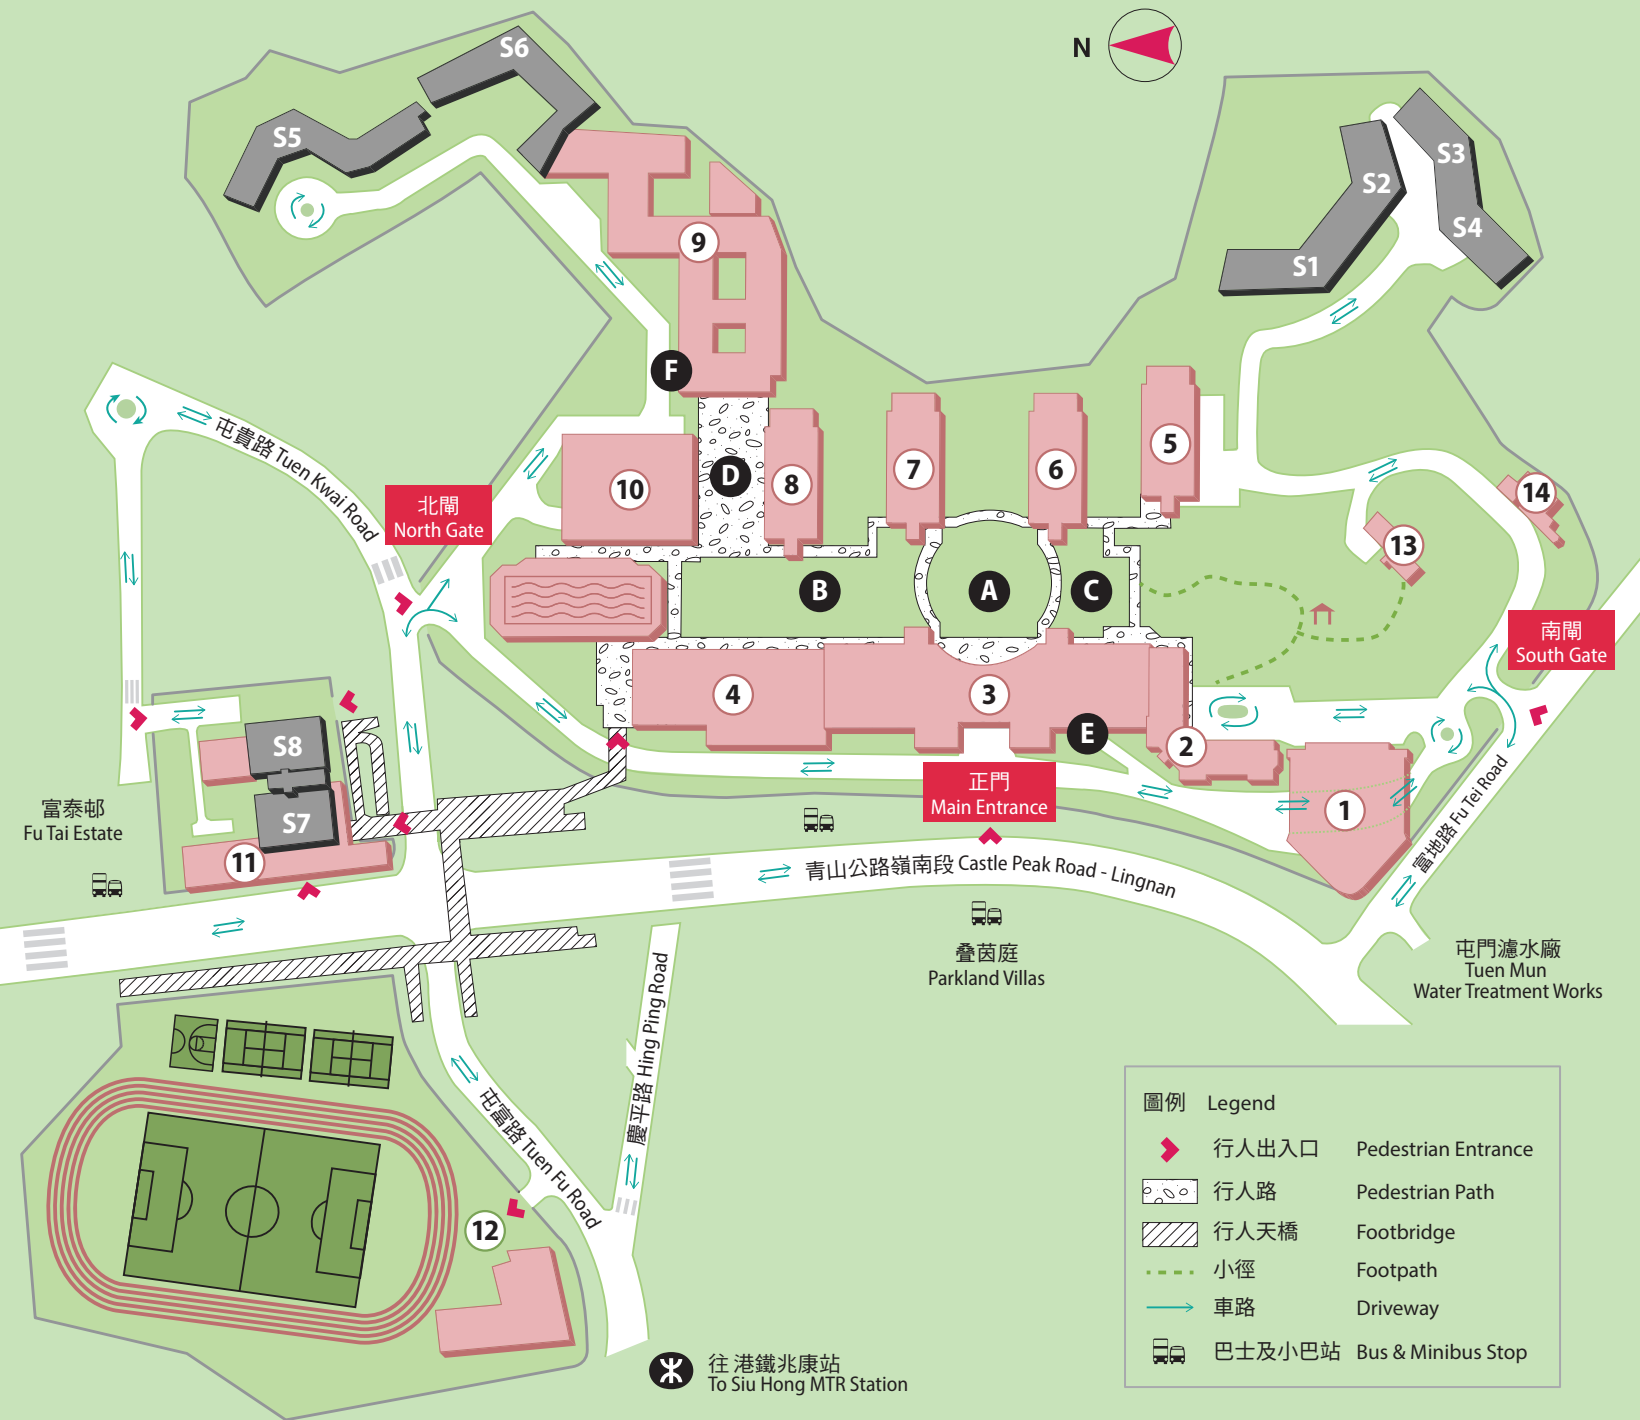 N
S6
S5
S3
S2
S4
S1
9
F
屯貴路 Tuen Kwai Road
北閘
North Gate
10
D
8
7
6
5
14
13
B
A
C
南閘
South Gate
4
3
E
2
1
正門
Main Entrance
S8
S7
11
富泰邨
Fu Tai Estate
青山公路嶺南段 Castle Peak Road - Lingnan
富地路 Fu Tei Road
叠茵庭
Parkland Villas
屯門濾水廠
Tuen Mun
Water Treatment Works
慶平路 Hing Ping Road
屯富路 Tuen Fu Road
12
往 港鐵兆康站
To Siu Hong MTR Station
圖例 Legend
行人出入口 Pedestrian Entrance
行人路 Pedestrian Path
行人天橋 Footbridge
小徑 Footpath
車路 Driveway
巴士及小巴站 Bus & Minibus Stop